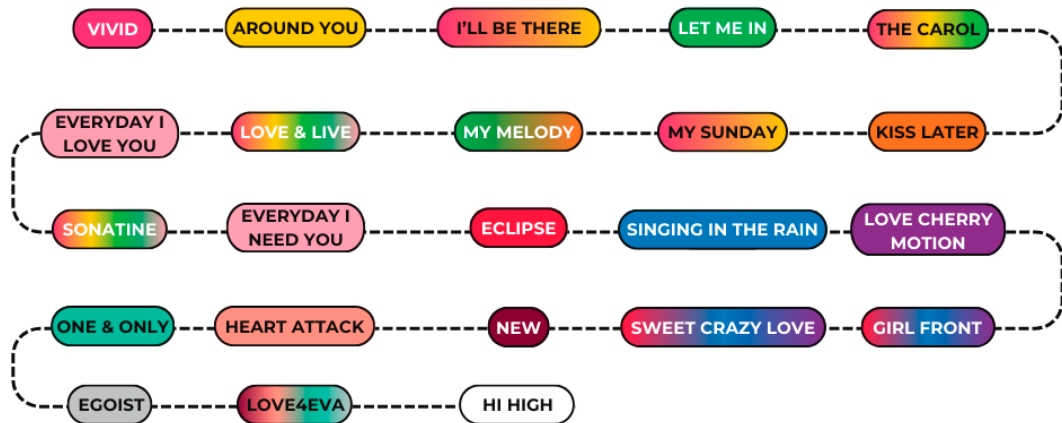 VIVID
AROUND YOU
I'LL BE THERE
LET ME IN
THE CAROL
EVERYDAY I
LOVE YOU
LOVE & LIVE
MY MELODY
MY SUNDAY
KISS LATER
SONATINE
EVERYDAY I
NEED YOU
ECLIPSE
SINGING IN THE RAIN
LOVE CHERRY
MOTION
ONE & ONLY
HEART ATTACK
NEW
SWEET CRAZY LOVE
GIRL FRONT
EGOIST
LOVE4EVA
HI HIGH